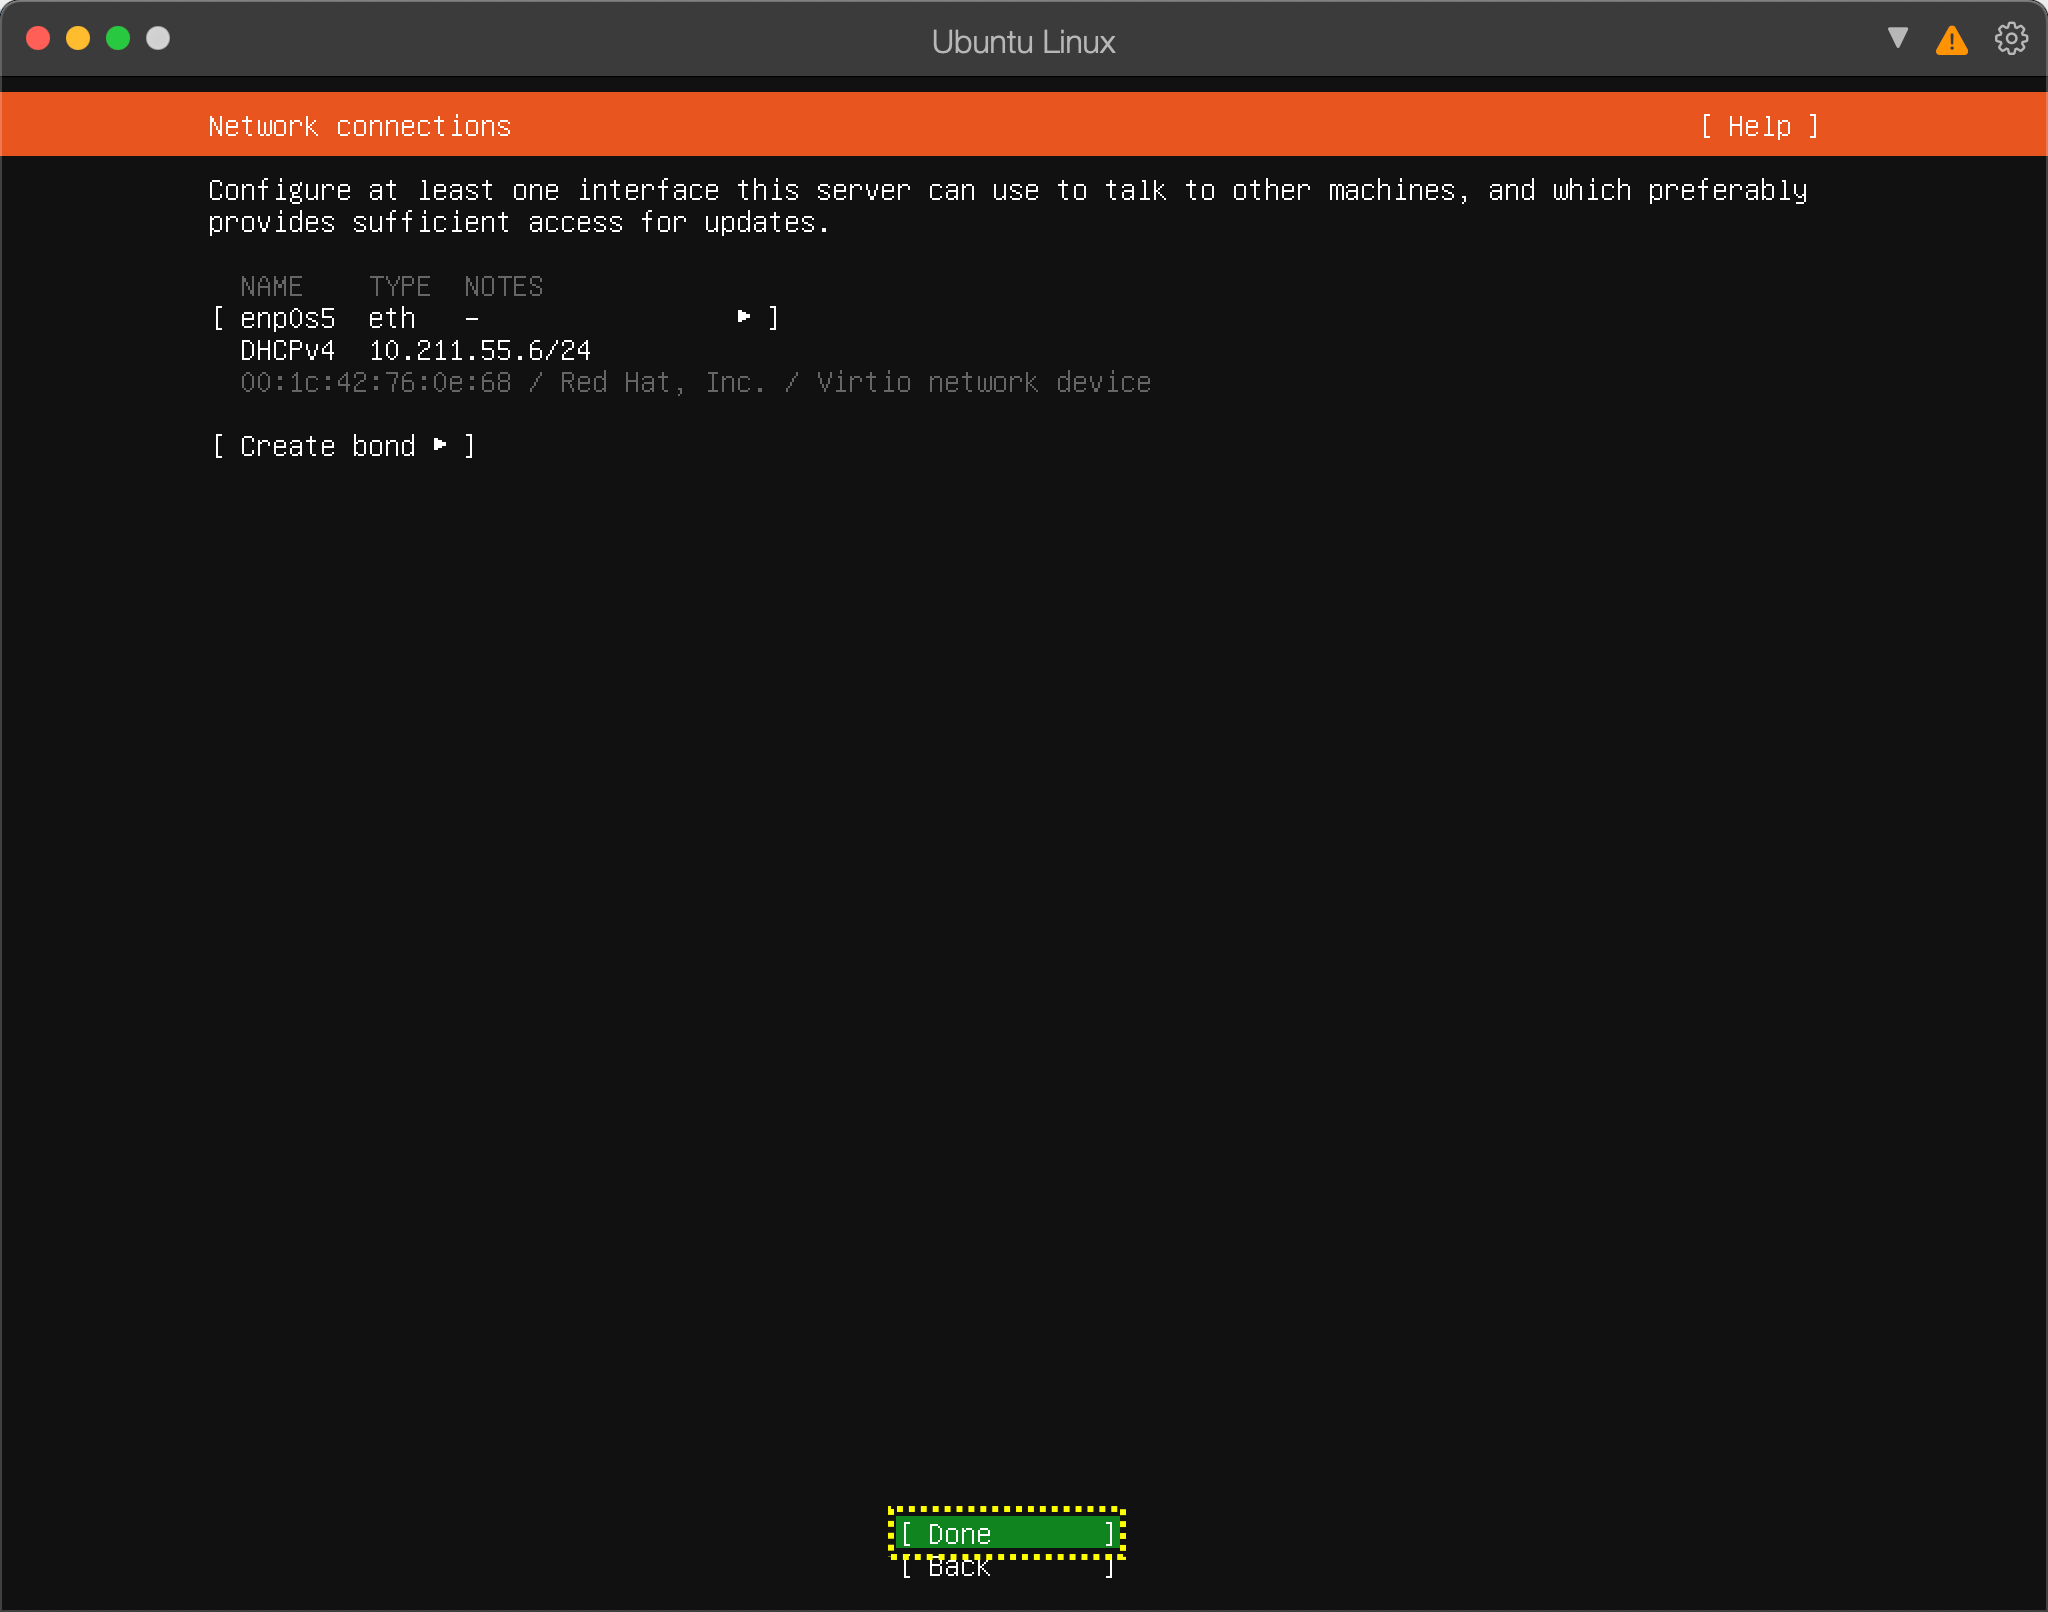 Ubuntu Linux
Network connections [ Help ]
Configure at least one interface this server can use to talk to other machines, and which preferably
provides sufficient access for updates.
NAME TYPE NOTES
[ enp0s5 eth - ▸ ]
DHCPv4 10.211.55.6/24
00:1c:42:76:0e:68 / Red Hat, Inc. / Virtio network device
[ Create bond ▸ ]
[ Done ]
[ Back ]